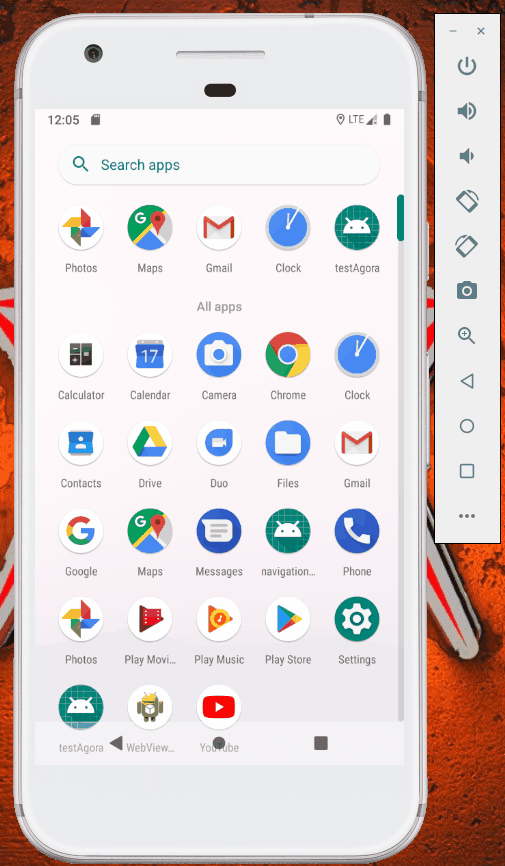 12:05 LTE
Search apps
Photos Maps Gmail Clock testAgora
All apps
Calculator Calendar Camera Chrome Clock
17
Contacts Drive Duo Files Gmail
Google Maps Messages navigation... Phone
Photos Play Movi... Play Music Play Store Settings
testAgora WebView... YouTube